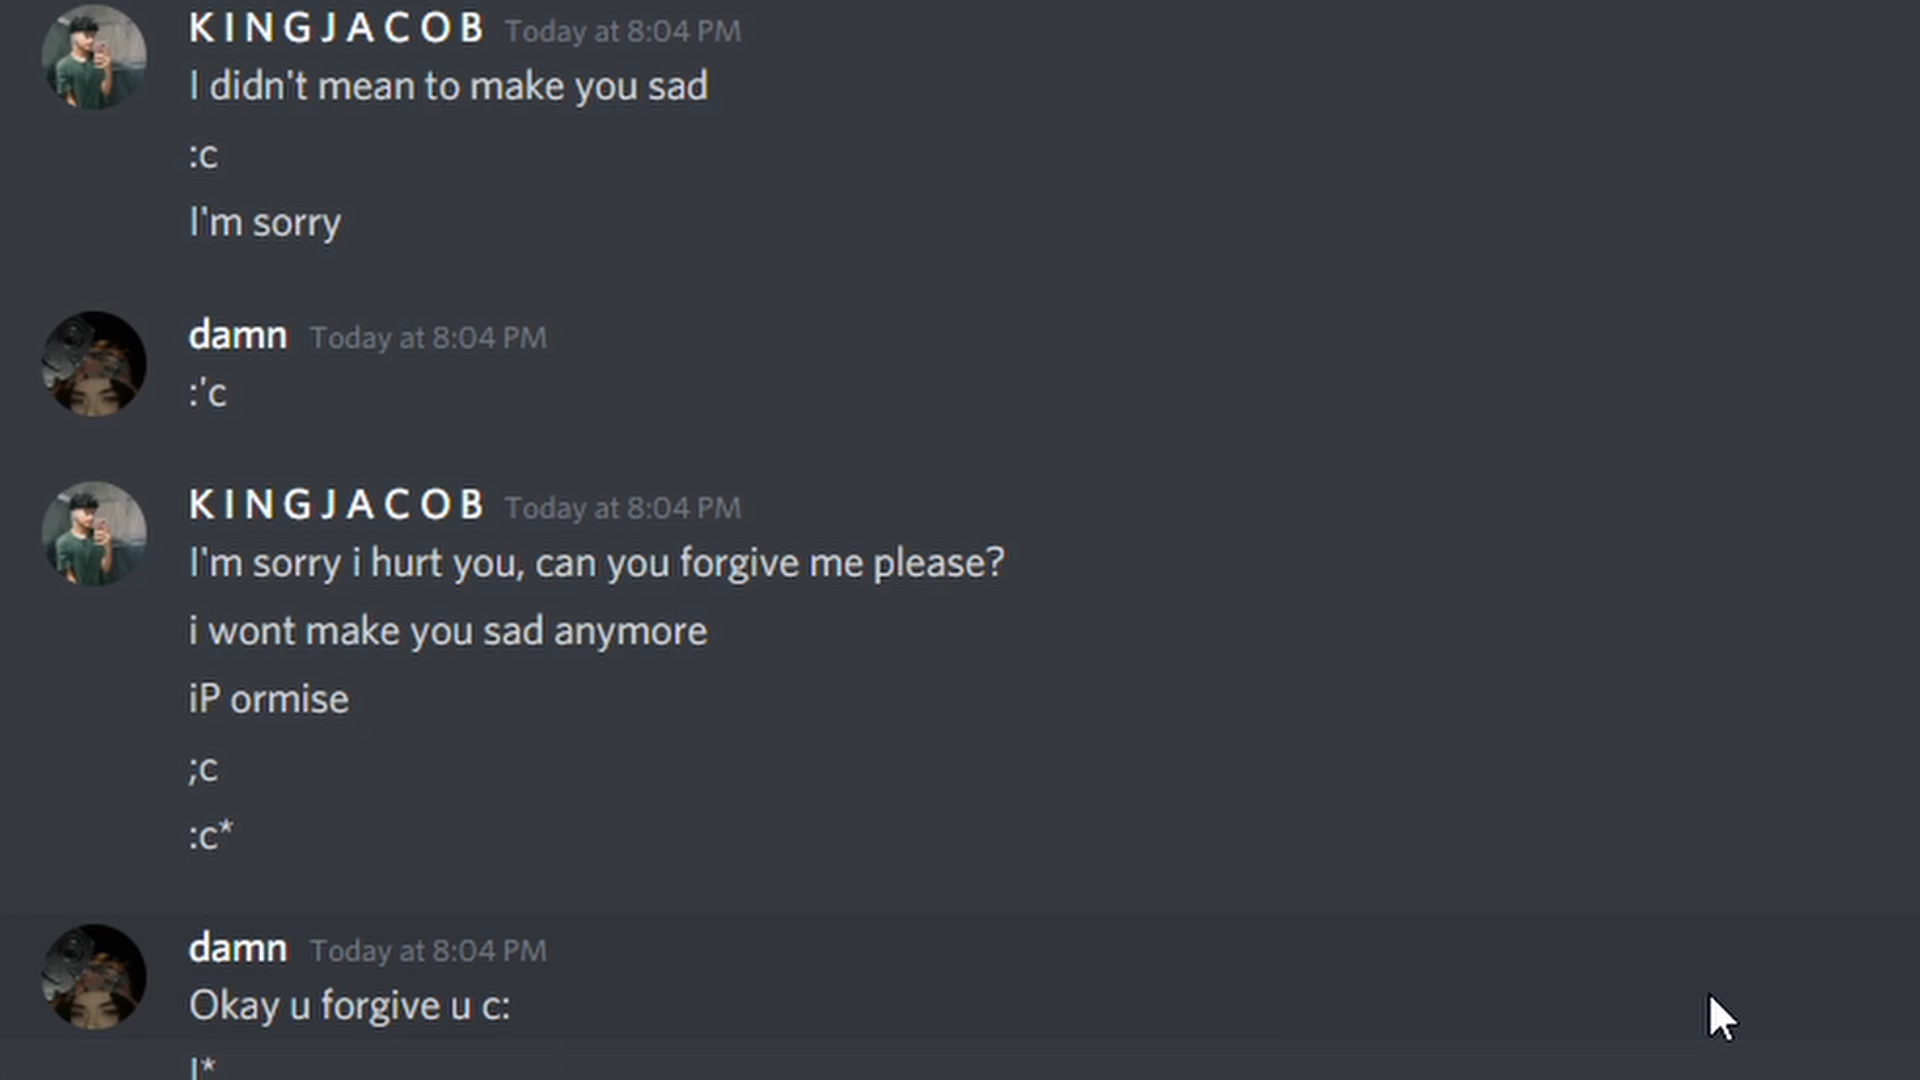 K I N G J A C O B Today at 8:04 PM
I didn't mean to make you sad
:c
I'm sorry
damn Today at 8:04 PM
:'c
K I N G J A C O B Today at 8:04 PM
I'm sorry i hurt you, can you forgive me please?
i wont make you sad anymore
iP ormise
;c
:c*
damn Today at 8:04 PM
Okay u forgive u c:
I*